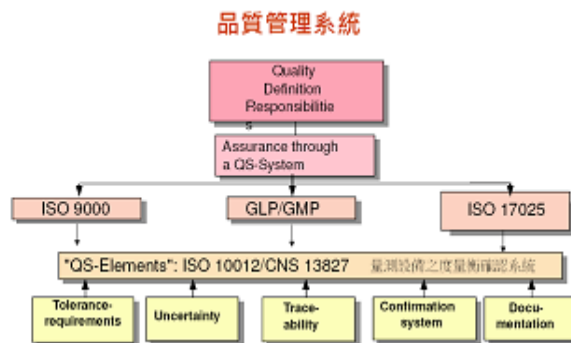 品質管理系統
Quality
Definition
Responsibilitie
s
Assurance through
a QS-System
ISO 9000
GLP/GMP
ISO 17025
"QS-Elements": ISO 10012/CNS 13827 量測設備之度量衡確認系統
Tolerance-
requirements
Uncertainty
Trace-
ability
Confirmation
system
Docu-
mentation